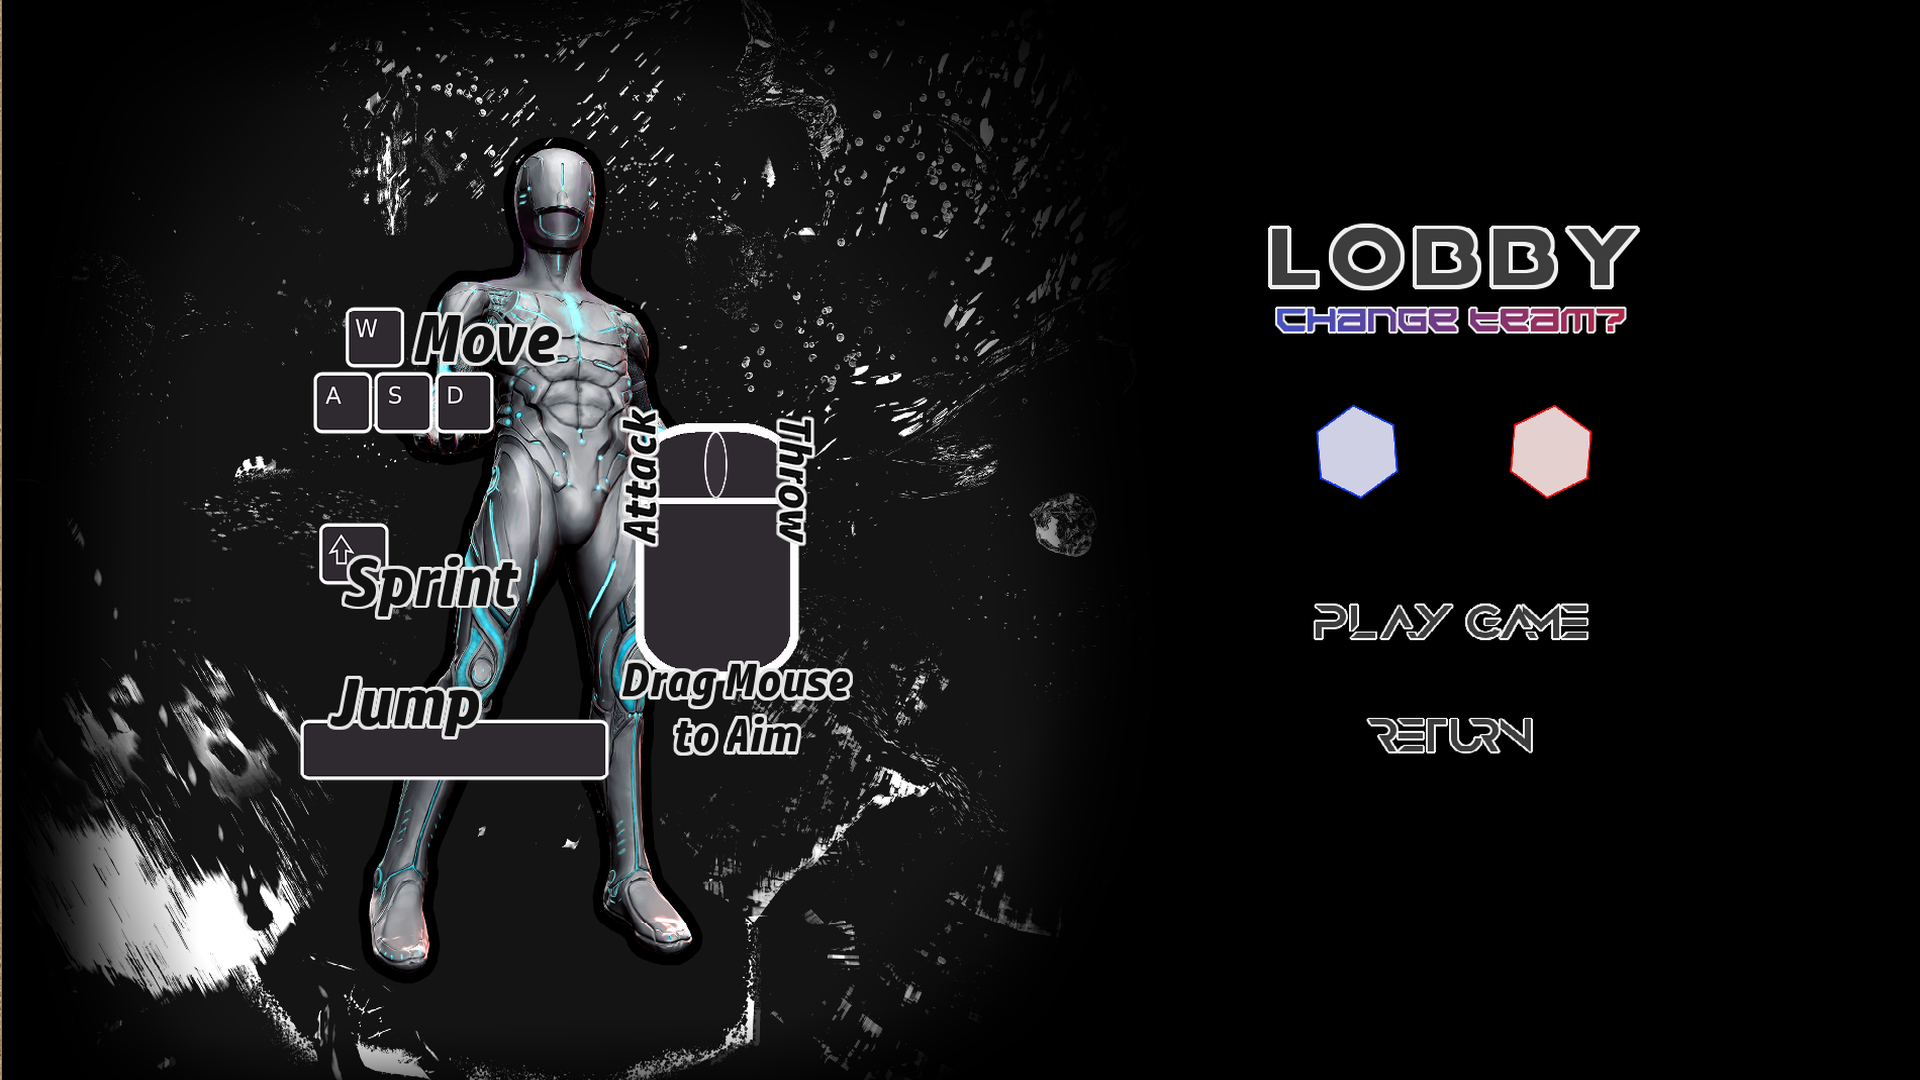 W
Move
A S D
Attack
Throw
Sprint
Jump
Drag Mouse
to Aim
LOBBY
CHANGE TEAM?
PLAY GAME
RETURN